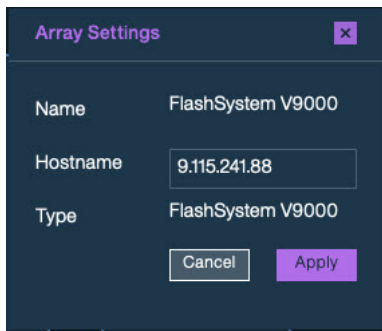 Array Settings
Name FlashSystem V9000
Hostname 9.115.241.88
Type FlashSystem V9000
Cancel Apply